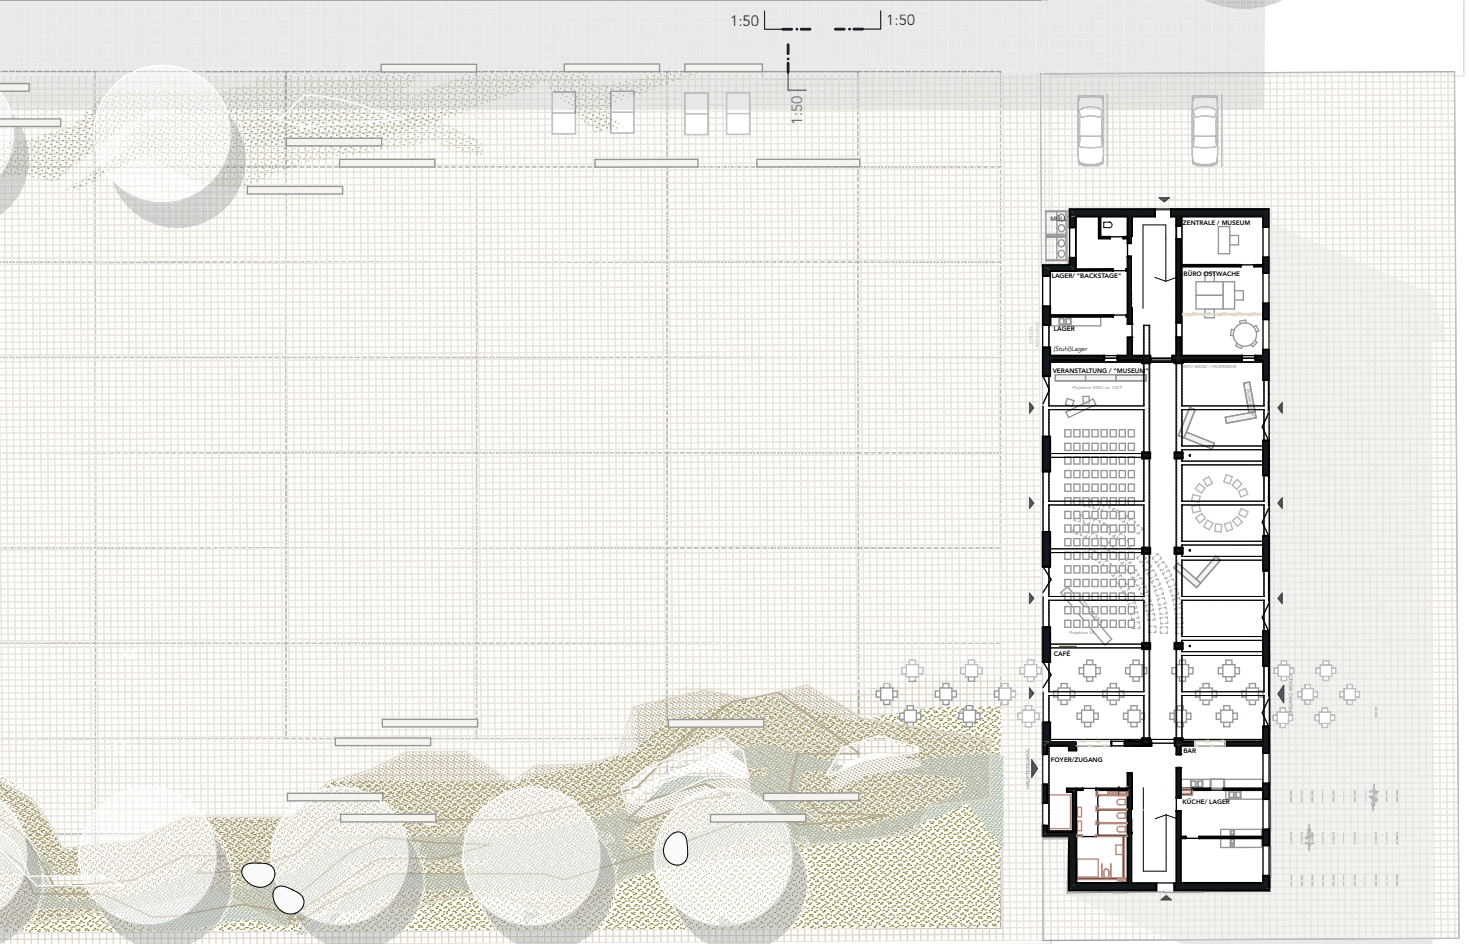 1:50
1:50
1:50
MÜLL
ZENTRALE / MUSEUM
LAGER/ "BACKSTAGE"
BÜRO OSTWACHE
LAGER
(Stuhl)Lager
VERANSTALTUNG / "MUSEUM"
CAFÉ
FOYER/ZUGANG
BAR
KÜCHE/ LAGER